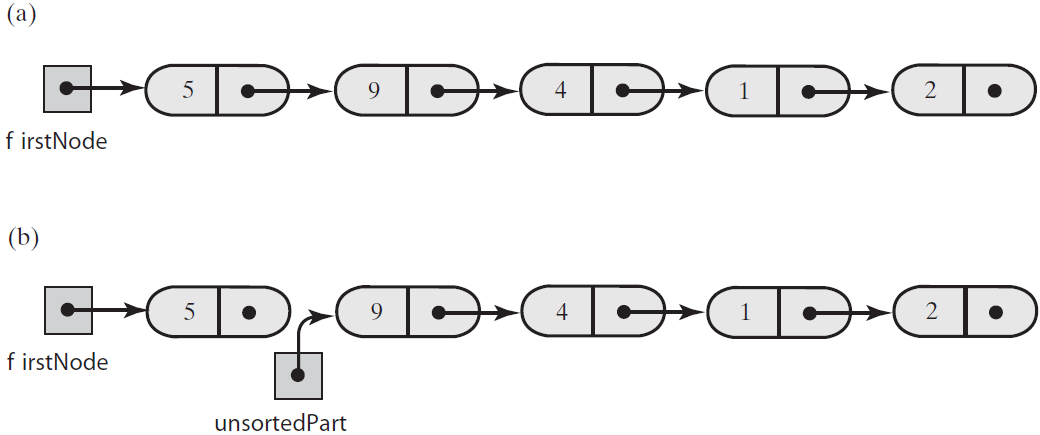 (a)
5 9 4 1 2
f irstNode
(b)
5 9 4 1 2
f irstNode
unsortedPart